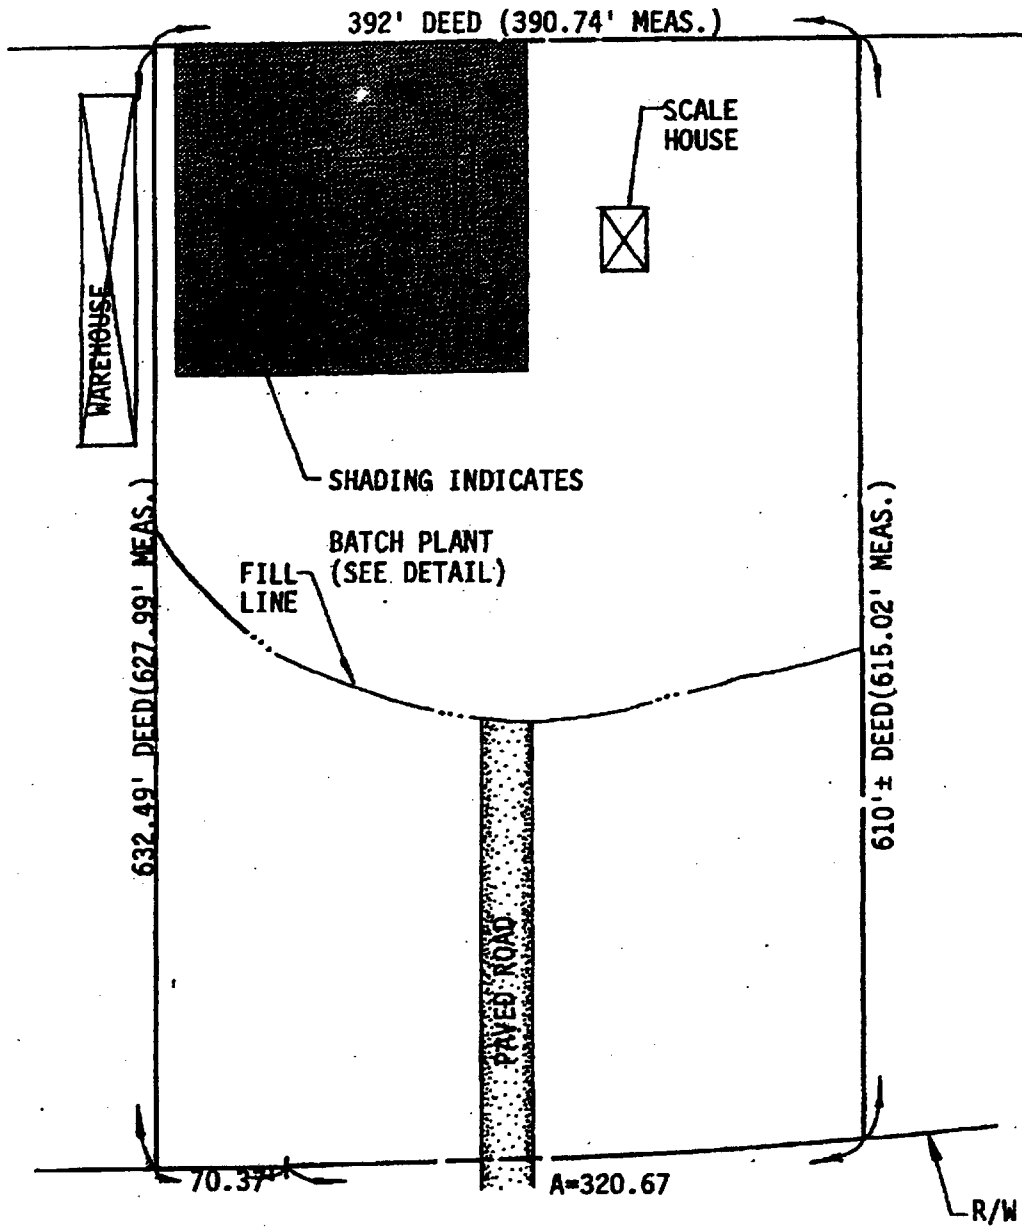 392' DEED (390.74' MEAS.)
SCALE
HOUSE
WAREHOUSE
SHADING INDICATES
BATCH PLANT
(SEE DETAIL)
FILL
LINE
632.49' DEED(627.99' MEAS.)
610'± DEED(615.02' MEAS.)
PAVED ROAD
70.37'
A=320.67
R/W